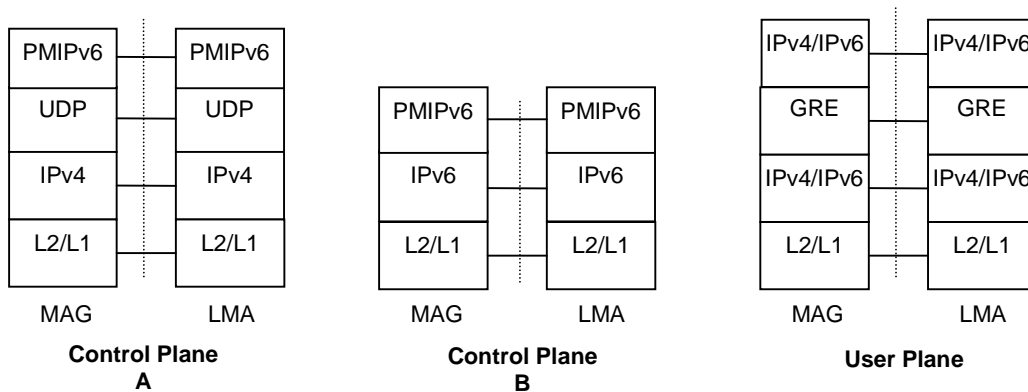 PMIPv6 PMIPv6
UDP UDP
IPv4 IPv4
L2/L1 L2/L1
MAG LMA
Control Plane
A
PMIPv6 PMIPv6
IPv6 IPv6
L2/L1 L2/L1
MAG LMA
Control Plane
B
IPv4/IPv6 IPv4/IPv6
GRE GRE
IPv4/IPv6 IPv4/IPv6
L2/L1 L2/L1
MAG LMA
User Plane